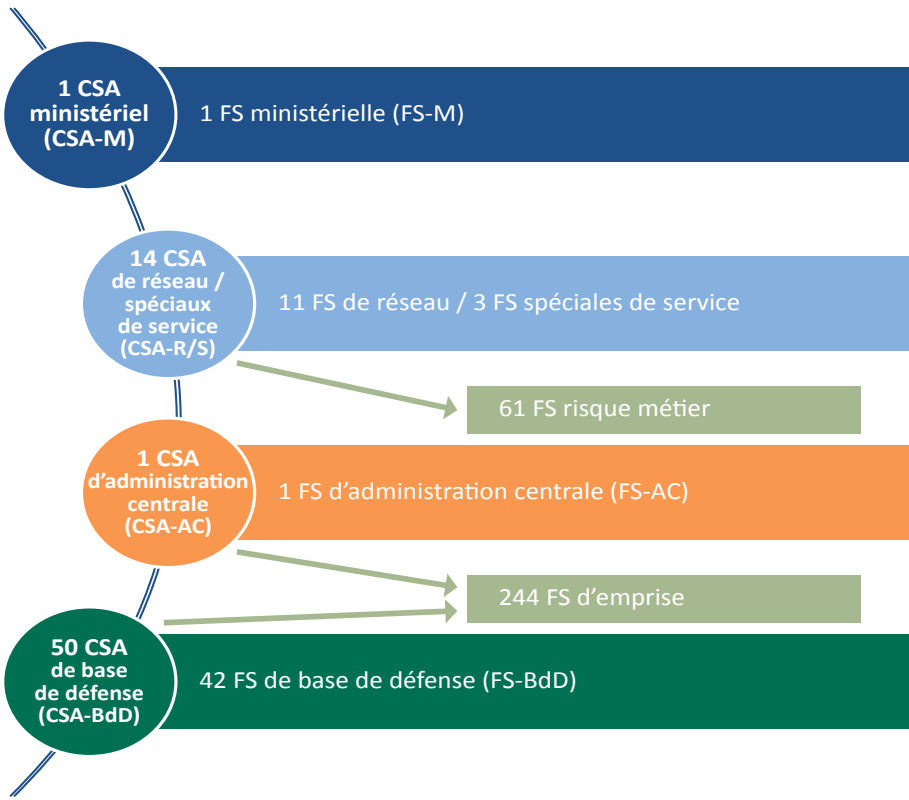 1 CSA
ministériel
(CSA-M)
1 FS ministérielle (FS-M)
14 CSA
de réseau /
spéciaux
de service
(CSA-R/S)
11 FS de réseau / 3 FS spéciales de service
61 FS risque métier
1 CSA
d’administration
centrale
(CSA-AC)
1 FS d’administration centrale (FS-AC)
244 FS d’emprise
50 CSA
de base
de défense
(CSA-BdD)
42 FS de base de défense (FS-BdD)